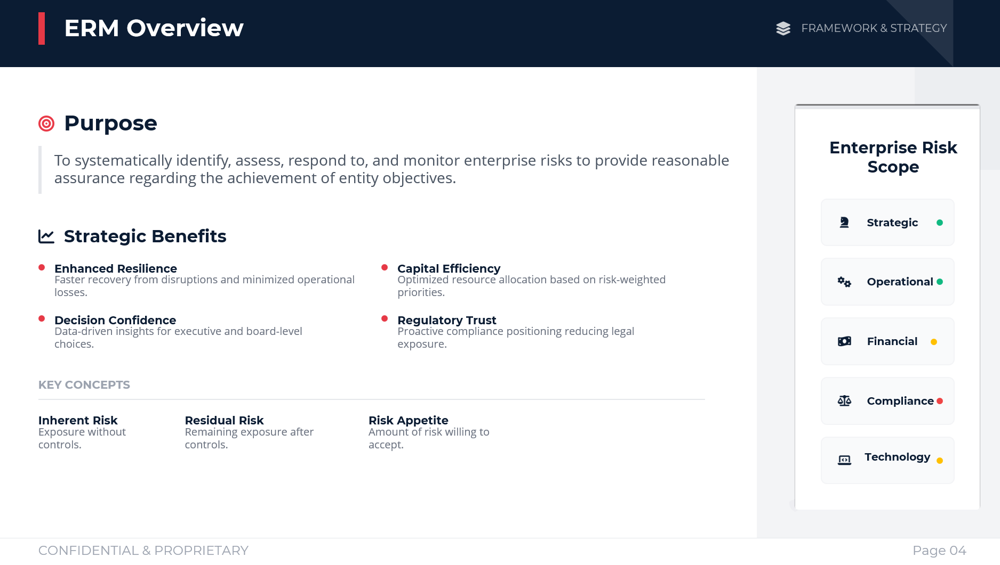 ERM Overview
FRAMEWORK & STRATEGY
Purpose
To systematically identify, assess, respond to, and monitor enterprise risks to provide reasonable
assurance regarding the achievement of entity objectives.
Strategic Benefits
Enhanced Resilience
Faster recovery from disruptions and minimized operational
losses.
Capital Efficiency
Optimized resource allocation based on risk-weighted
priorities.
Decision Confidence
Data-driven insights for executive and board-level
choices.
Regulatory Trust
Proactive compliance positioning reducing legal
exposure.
KEY CONCEPTS
Inherent Risk
Exposure without
controls.
Residual Risk
Remaining exposure after
controls.
Risk Appetite
Amount of risk willing to
accept.
Enterprise Risk
Scope
Strategic
Operational
Financial
Compliance
Technology
CONFIDENTIAL & PROPRIETARY
Page 04